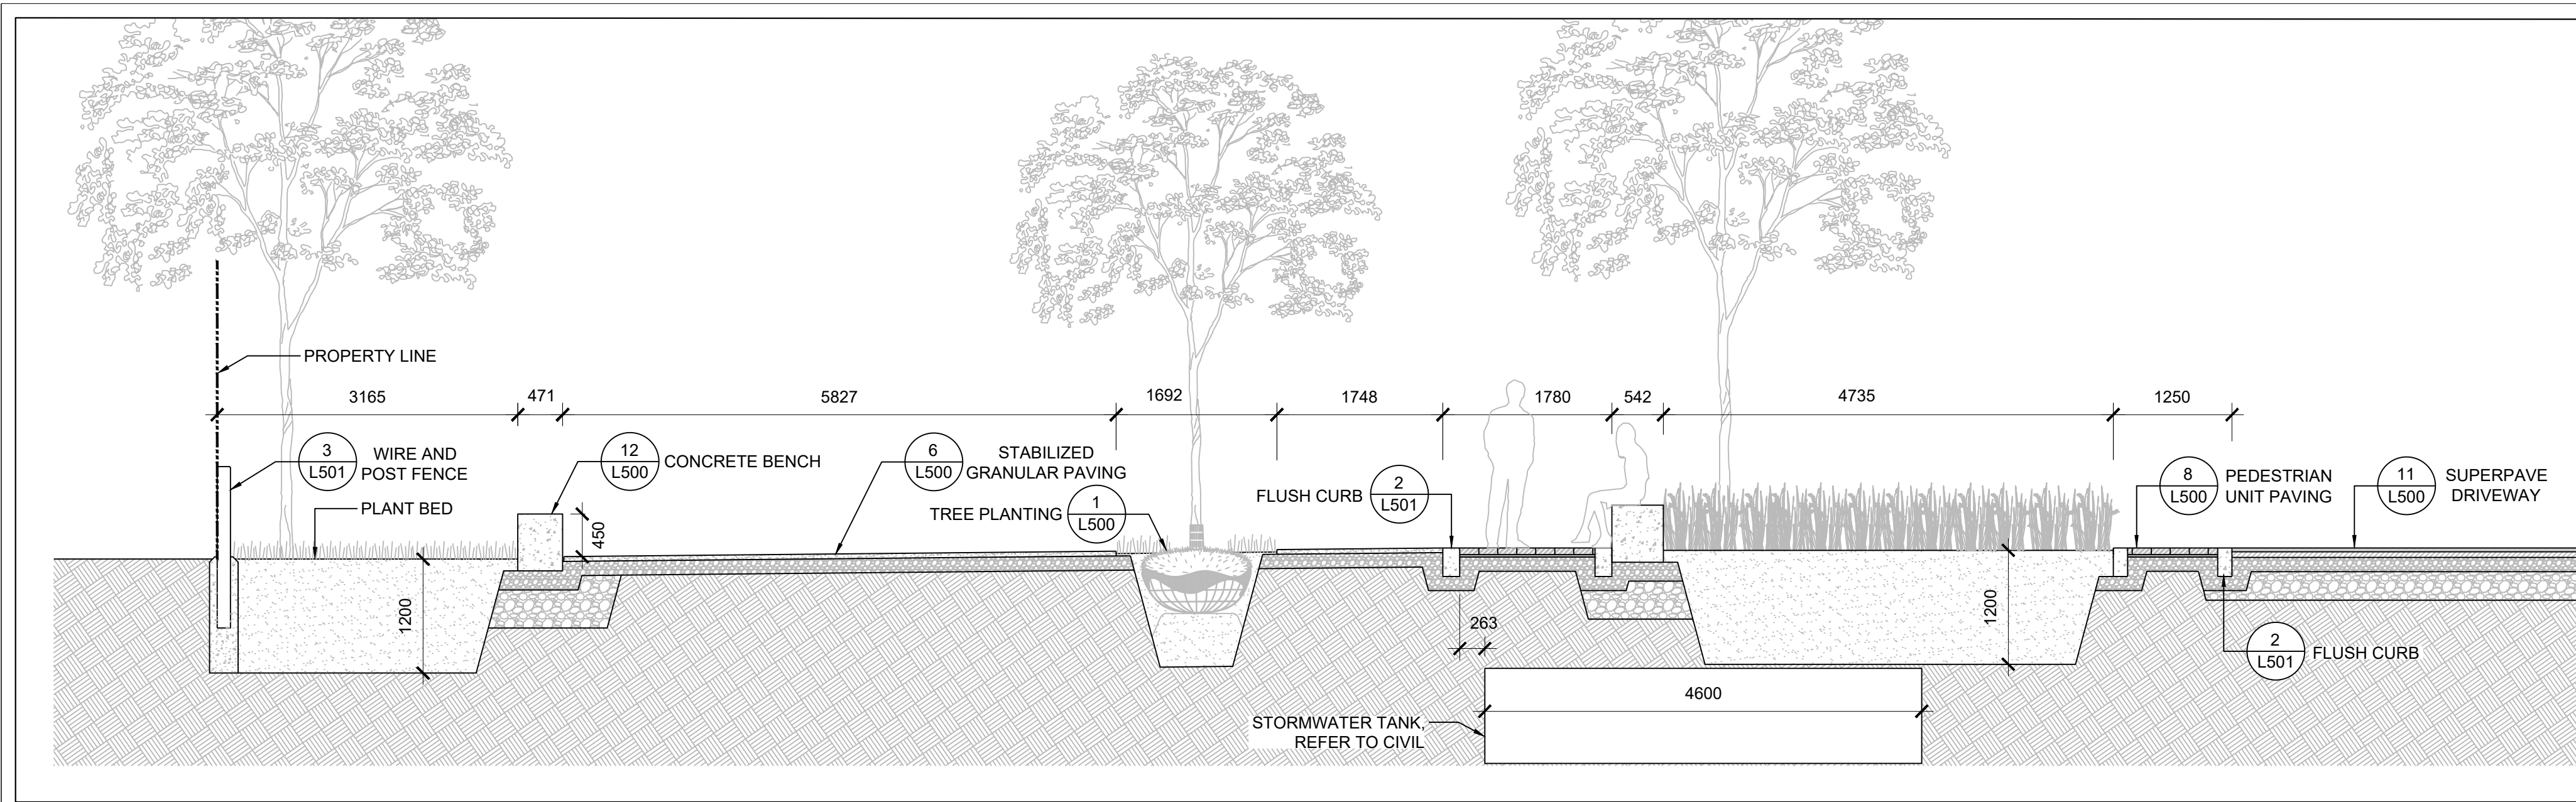 PROPERTY LINE
3165
471
5827
1692
1748
1780
542
4735
1250
3
L501
WIRE AND
POST FENCE
12
L500
CONCRETE BENCH
6
L500
STABILIZED
GRANULAR PAVING
PLANT BED
450
TREE PLANTING
1
L500
FLUSH CURB
2
L501
8
L500
PEDESTRIAN
UNIT PAVING
11
L500
SUPERPAVE
DRIVEWAY
1200
263
1200
2
L501
FLUSH CURB
4600
STORMWATER TANK,
REFER TO CIVIL